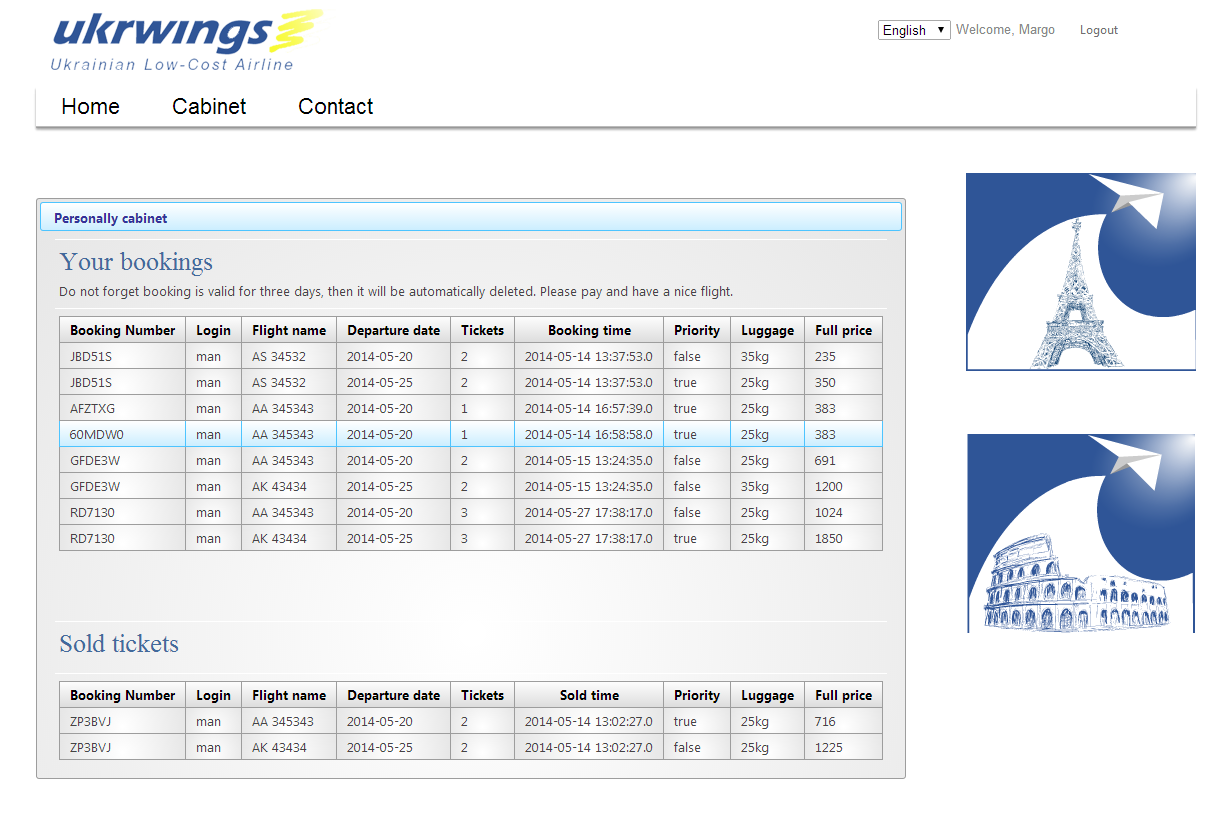 ukrwings
Ukrainian Low-Cost Airline
English Welcome, Margo Logout
Home Cabinet Contact
Personally cabinet
Your bookings
Do not forget booking is valid for three days, then it will be automatically deleted. Please pay and have a nice flight.
Booking Number Login Flight name Departure date Tickets Booking time Priority Luggage Full price
JBD51S man AS 34532 2014-05-20 2 2014-05-14 13:37:53.0 false 35kg 235
JBD51S man AS 34532 2014-05-25 2 2014-05-14 13:37:53.0 true 25kg 350
AFZTXG man AA 345343 2014-05-20 1 2014-05-14 16:57:39.0 true 25kg 383
60MDW0 man AA 345343 2014-05-20 1 2014-05-14 16:58:58.0 true 25kg 383
GFDE3W man AA 345343 2014-05-20 2 2014-05-15 13:24:35.0 false 25kg 691
GFDE3W man AK 43434 2014-05-25 2 2014-05-15 13:24:35.0 false 35kg 1200
RD7130 man AA 345343 2014-05-20 3 2014-05-27 17:38:17.0 false 25kg 1024
RD7130 man AK 43434 2014-05-25 3 2014-05-27 17:38:17.0 true 25kg 1850
Sold tickets
Booking Number Login Flight name Departure date Tickets Sold time Priority Luggage Full price
ZP3BVJ man AA 345343 2014-05-20 2 2014-05-14 13:02:27.0 true 25kg 716
ZP3BVJ man AK 43434 2014-05-25 2 2014-05-14 13:02:27.0 false 25kg 1225